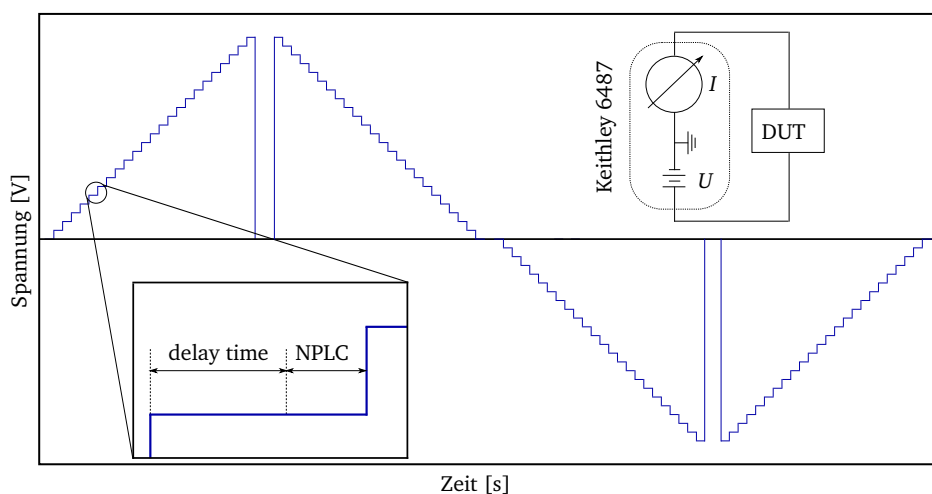 Spannung [V]
Keithley 6487
I
DUT
U
delay time
NPLC
Zeit [s]